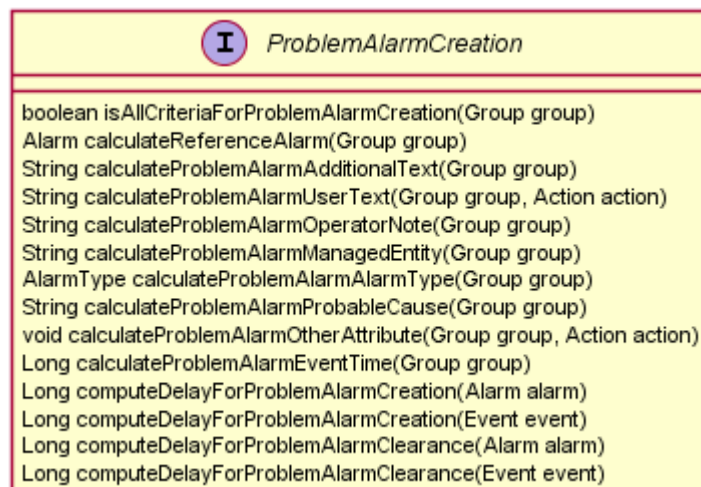 I ProblemAlarmCreation
boolean isAllCriteriaForProblemAlarmCreation(Group group)
Alarm calculateReferenceAlarm(Group group)
String calculateProblemAlarmAdditionalText(Group group)
String calculateProblemAlarmUserText(Group group, Action action)
String calculateProblemAlarmOperatorNote(Group group)
String calculateProblemAlarmManagedEntity(Group group)
AlarmType calculateProblemAlarmAlarmType(Group group)
String calculateProblemAlarmProbableCause(Group group)
void calculateProblemAlarmOtherAttribute(Group group, Action action)
Long calculateProblemAlarmEventTime(Group group)
Long computeDelayForProblemAlarmCreation(Alarm alarm)
Long computeDelayForProblemAlarmCreation(Event event)
Long computeDelayForProblemAlarmClearance(Alarm alarm)
Long computeDelayForProblemAlarmClearance(Event event)